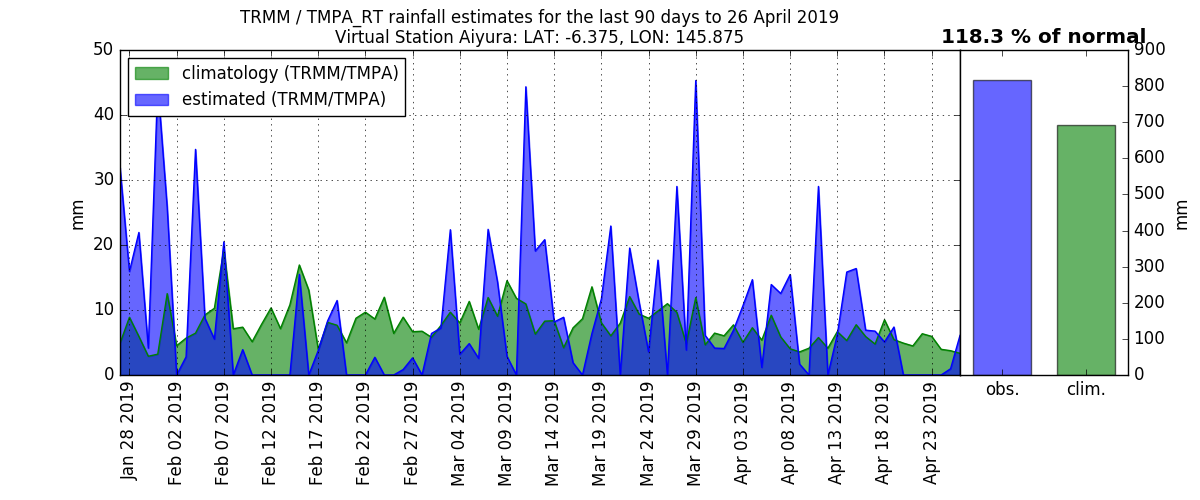 TRMM / TMPA_RT rainfall estimates for the last 90 days to 26 April 2019
Virtual Station Aiyura: LAT: -6.375, LON: 145.875
118.3 % of normal
climatology (TRMM/TMPA)
estimated (TRMM/TMPA)
mm
50
40
30
20
10
0
Jan 28 2019
Feb 02 2019
Feb 07 2019
Feb 12 2019
Feb 17 2019
Feb 22 2019
Feb 27 2019
Mar 04 2019
Mar 09 2019
Mar 14 2019
Mar 19 2019
Mar 24 2019
Mar 29 2019
Apr 03 2019
Apr 08 2019
Apr 13 2019
Apr 18 2019
Apr 23 2019
obs.
clim.
900
800
700
600
500
400
300
200
100
0
mm